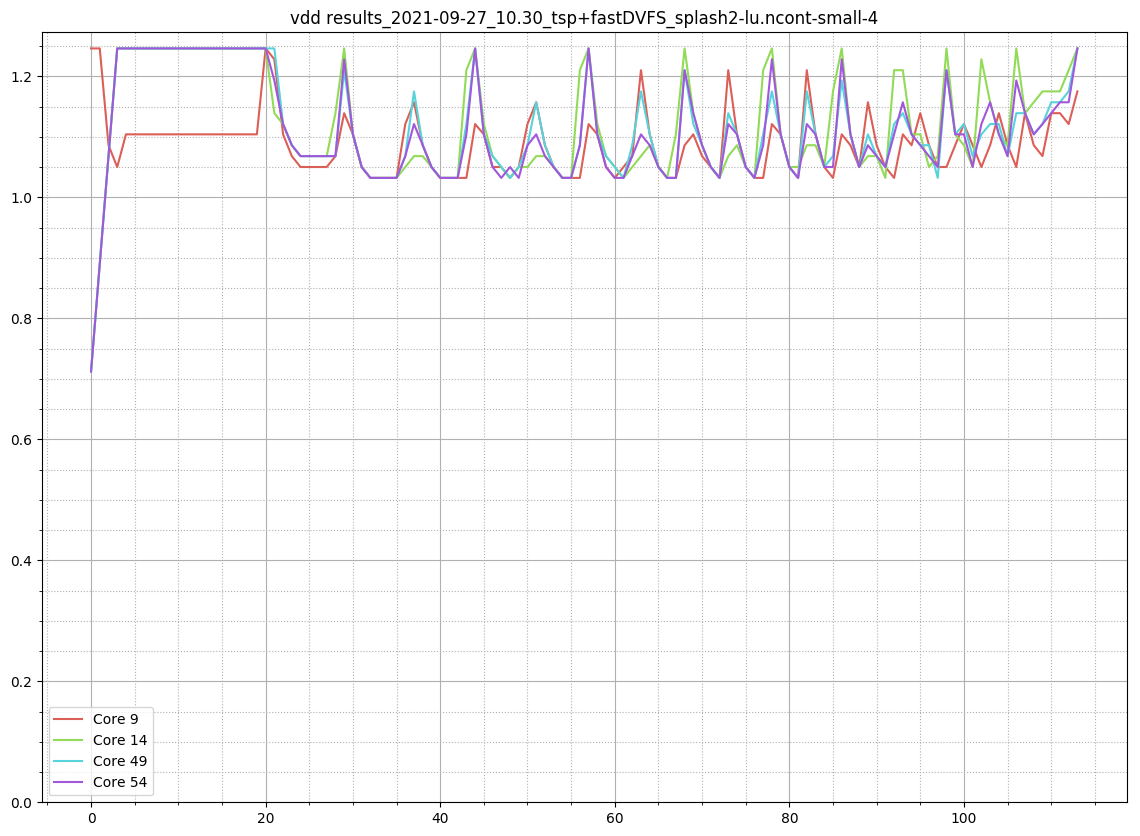 vdd results_2021-09-27_10.30_tsp+fastDVFS_splash2-lu.ncont-small-4
1.2
1.0
0.8
0.6
0.4
0.2
0.0
Core 9
Core 14
Core 49
Core 54
0 20 40 60 80 100